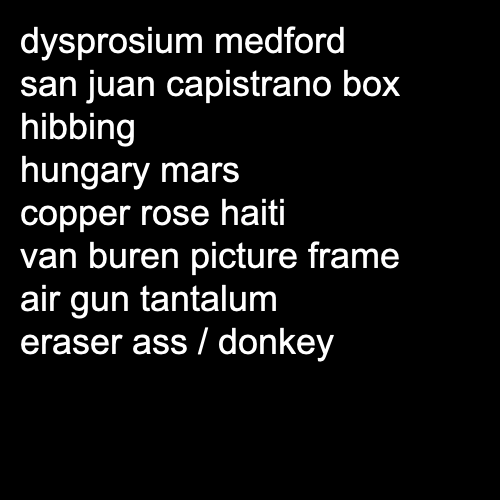 dysprosium medford
san juan capistrano box
hibbing
hungary mars
copper rose haiti
van buren picture frame
air gun tantalum
eraser ass / donkey